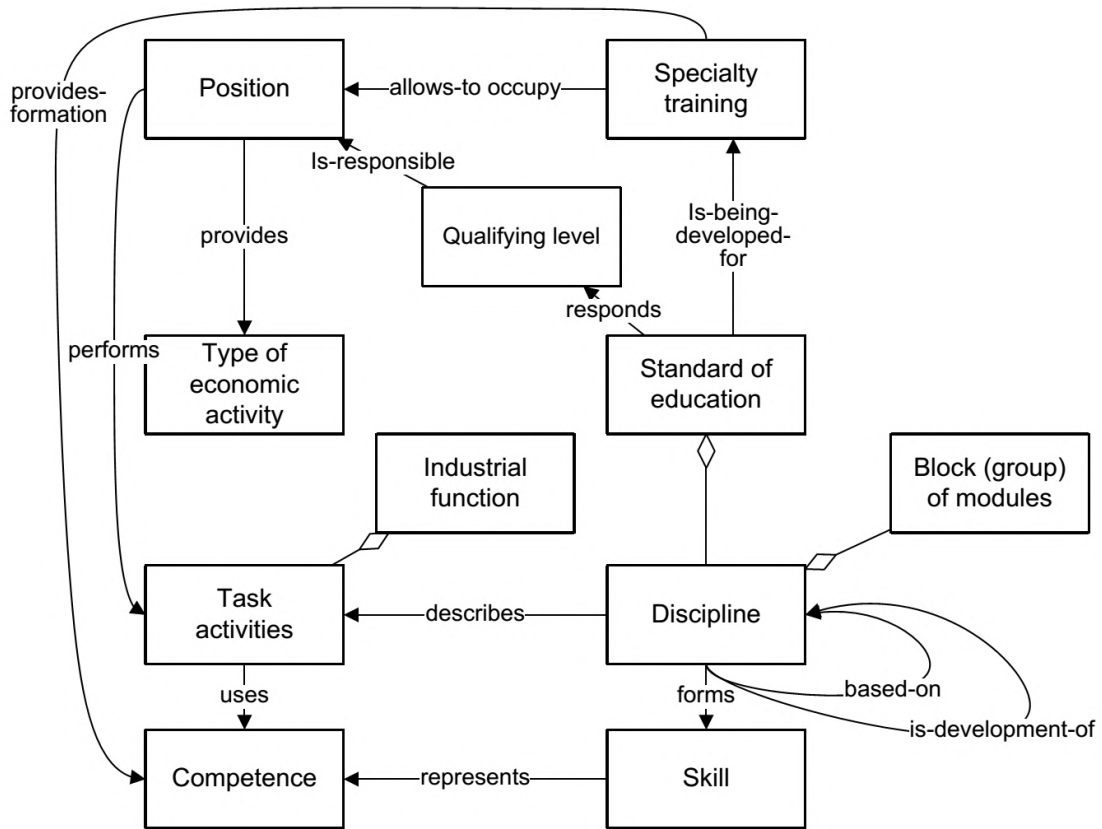 provides-
formation
Position
allows-to occupy
Specialty
training
Is-responsible
Qualifying level
Is-being-
developed-
for
provides
responds
performs
Type of
economic
activity
Standard of
education
Industrial
function
Block (group)
of modules
Task
activities
describes
Discipline
uses
forms
based-on
is-development-of
Competence
represents
Skill